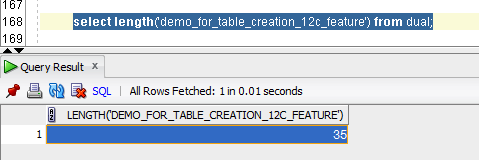 167
168 select length('demo_for_table_creation_12c_feature') from dual;
169
Query Result x
SQL | All Rows Fetched: 1 in 0.01 seconds
LENGTH('DEMO_FOR_TABLE_CREATION_12C_FEATURE')
1 35